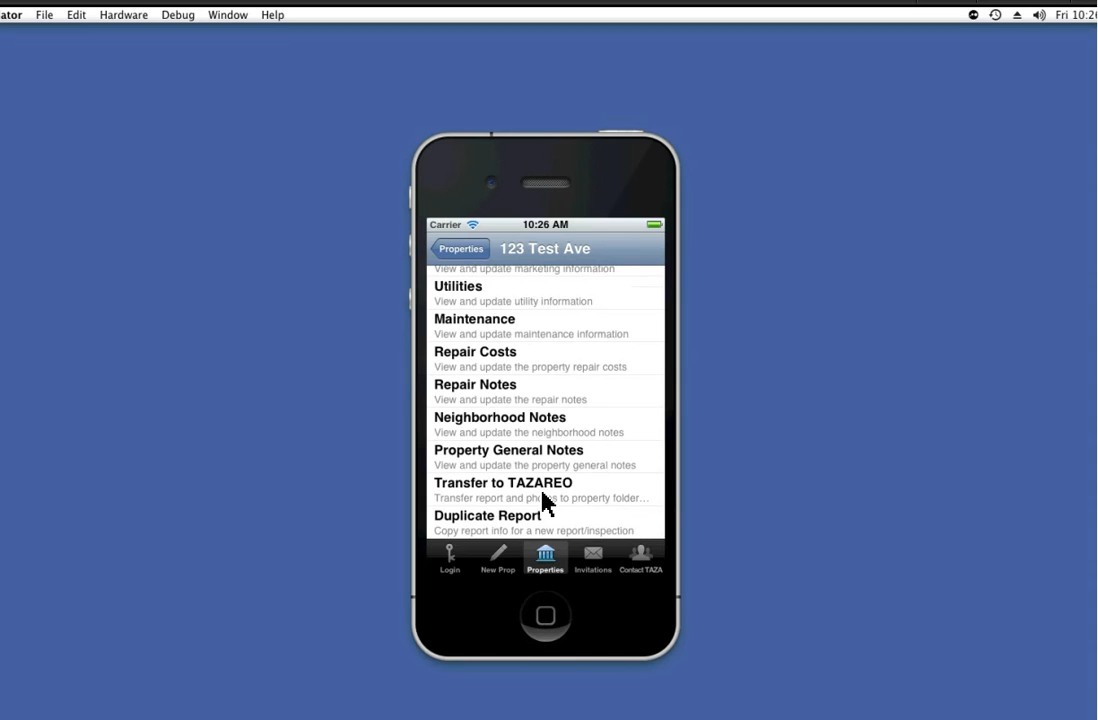 ator File Edit Hardware Debug Window Help Fri 10:26
Carrier 10:26 AM
Properties 123 Test Ave
View and update marketing information
Utilities
View and update utility information
Maintenance
View and update maintenance information
Repair Costs
View and update the property repair costs
Repair Notes
View and update the repair notes
Neighborhood Notes
View and update the neighborhood notes
Property General Notes
View and update the property general notes
Transfer to TAZAREO
Transfer report and photos to property folder...
Duplicate Report
Copy report info for a new report/inspection
Login New Prop Properties Invitations Contact TAZA